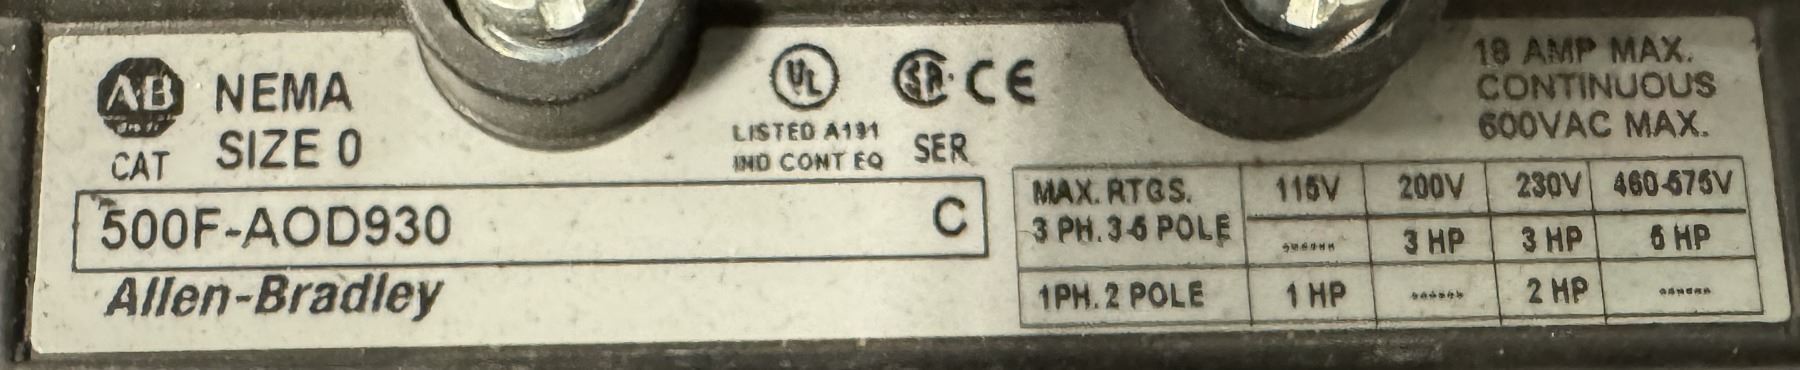 AB
NEMA
SIZE 0
CAT
500F-AOD930
Allen-Bradley
UL
LISTED A191
IND CONT EQ
SA CE
SER
C
18 AMP MAX.
CONTINUOUS
600VAC MAX.
MAX. RTGS. 115V 200V 230V 460-575V
3 PH. 3-5 POLE ------ 3 HP 3 HP 5 HP
1PH. 2 POLE 1 HP ------ 2 HP ------